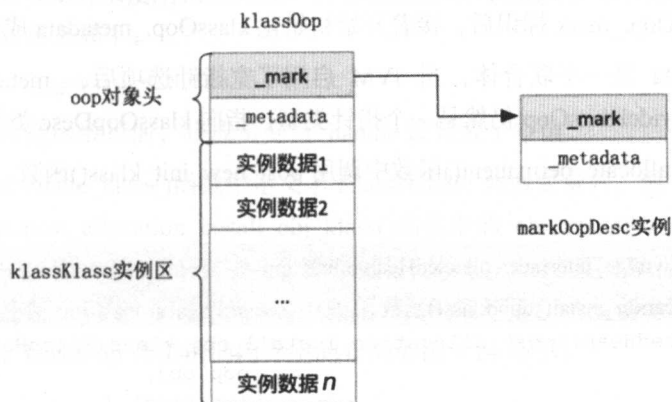 klassOop
oop对象头
_mark
_metadata
实例数据1
实例数据2
klassKlass实例区
...
实例数据n
_mark
_metadata
markOopDesc实例